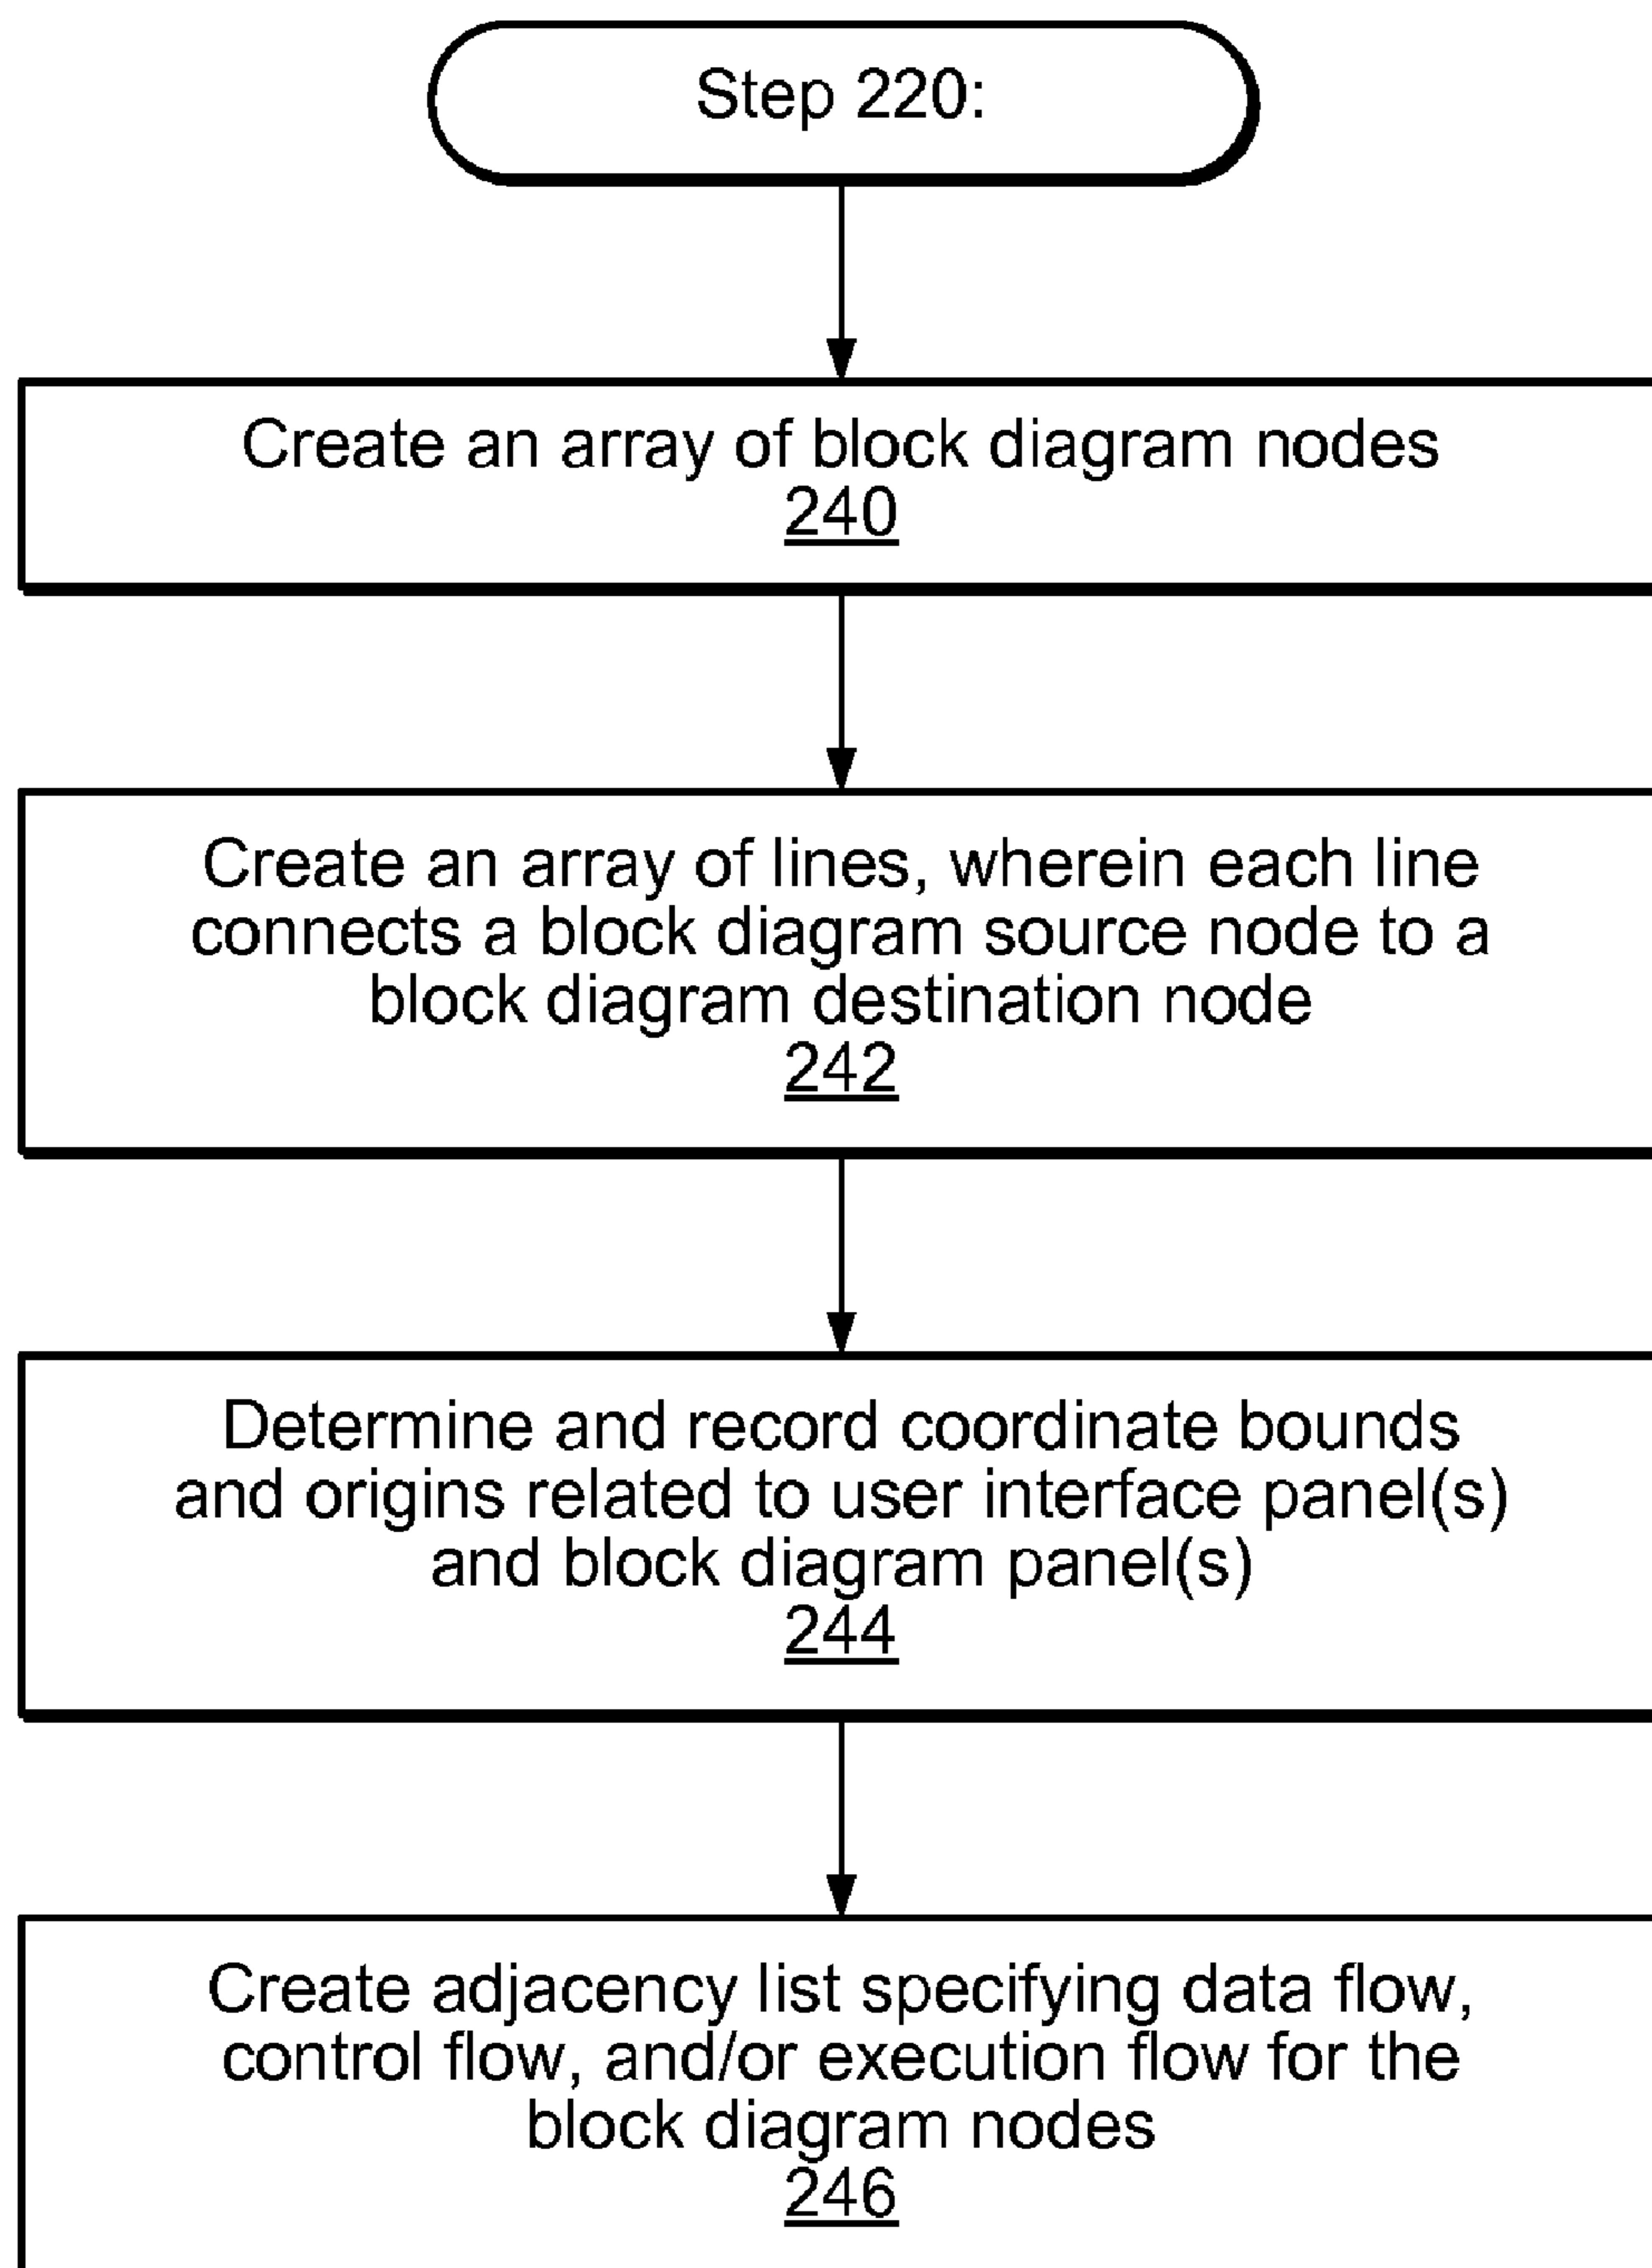 Step 220:
Create an array of block diagram nodes
240
Create an array of lines, wherein each line
connects a block diagram source node to a
block diagram destination node
242
Determine and record coordinate bounds
and origins related to user interface panel(s)
and block diagram panel(s)
244
Create adjacency list specifying data flow,
control flow, and/or execution flow for the
block diagram nodes
246